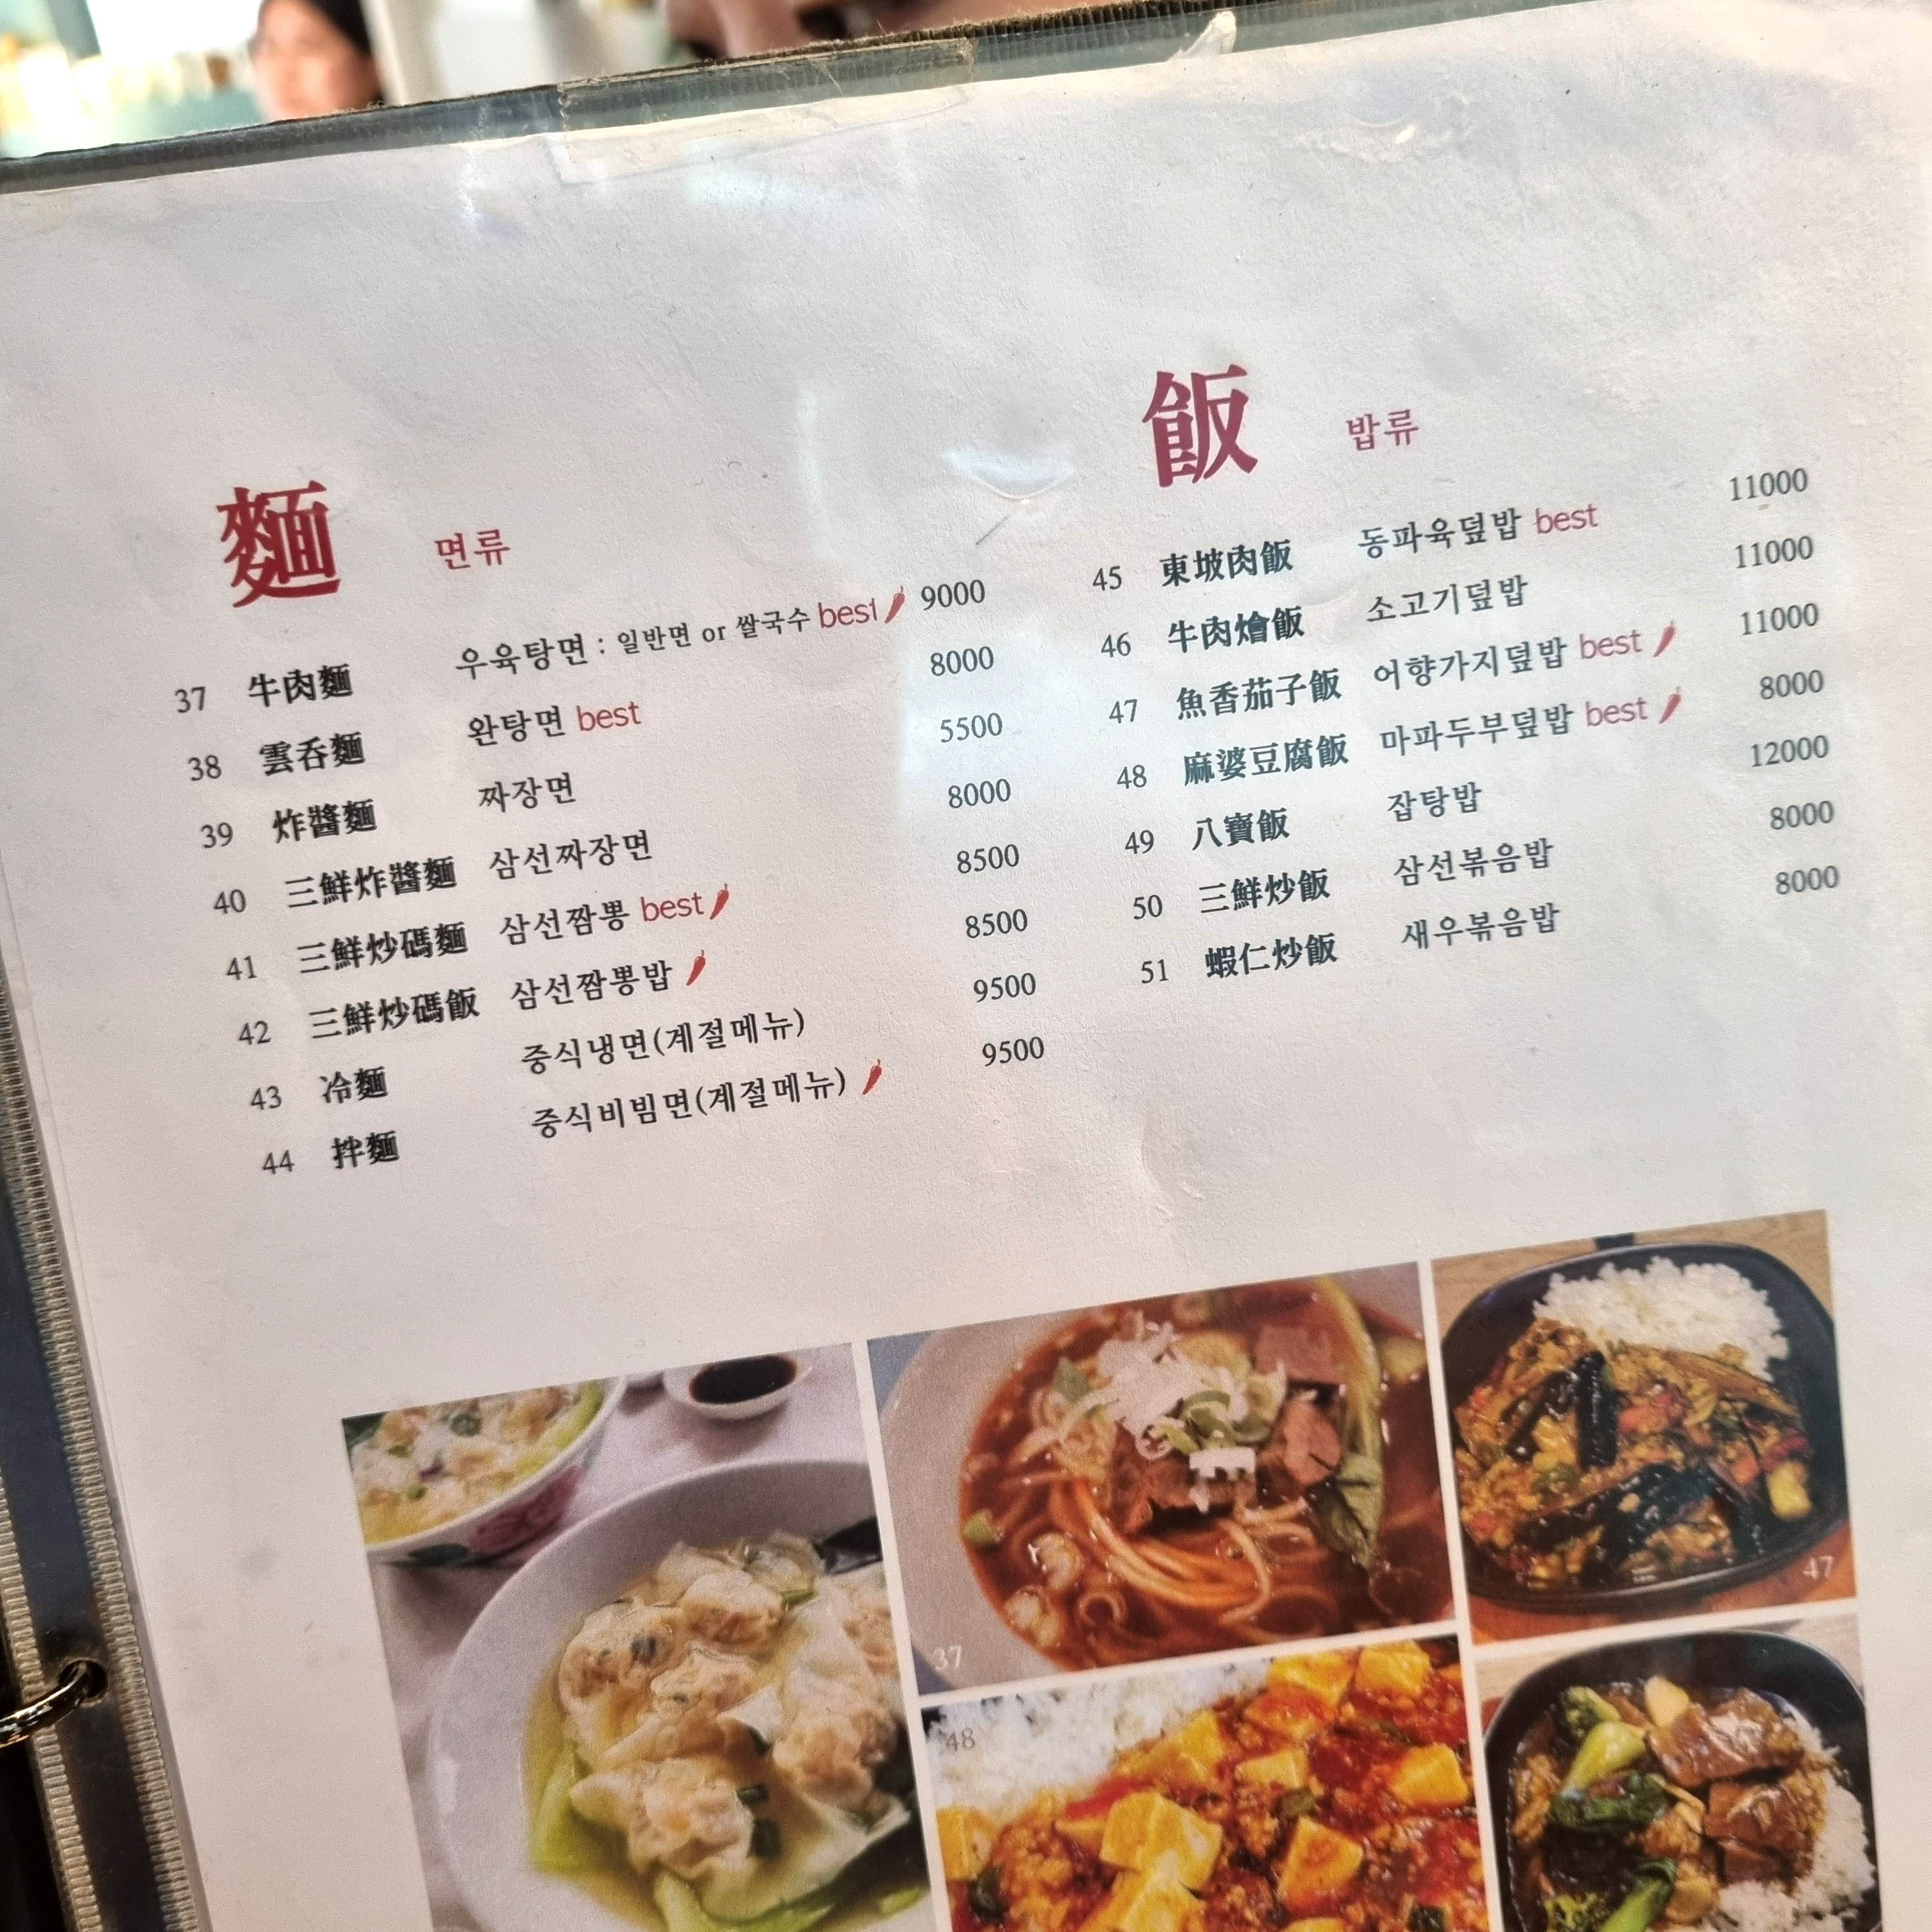 麵 면류
37 牛肉麵 우육탕면 : 일반면 or 쌀국수 best 9000
38 雲呑麵 완탕면 best 8000
39 炸醬麵 짜장면 5500
40 三鮮炸醬麵 삼선짜장면 8000
41 三鮮炒碼麵 삼선짬뽕 best 8500
42 三鮮炒碼飯 삼선짬뽕밥 8500
43 冷麵 중식냉면(계절메뉴) 9500
44 拌麵 중식비빔면(계절메뉴) 9500
飯 밥류
45 東坡肉飯 동파육덮밥 best 11000
46 牛肉燴飯 소고기덮밥 11000
47 魚香茄子飯 어향가지덮밥 best 11000
48 麻婆豆腐飯 마파두부덮밥 best 8000
49 八寶飯 잡탕밥 12000
50 三鮮炒飯 삼선볶음밥 8000
51 蝦仁炒飯 새우볶음밥 8000
37
47
48